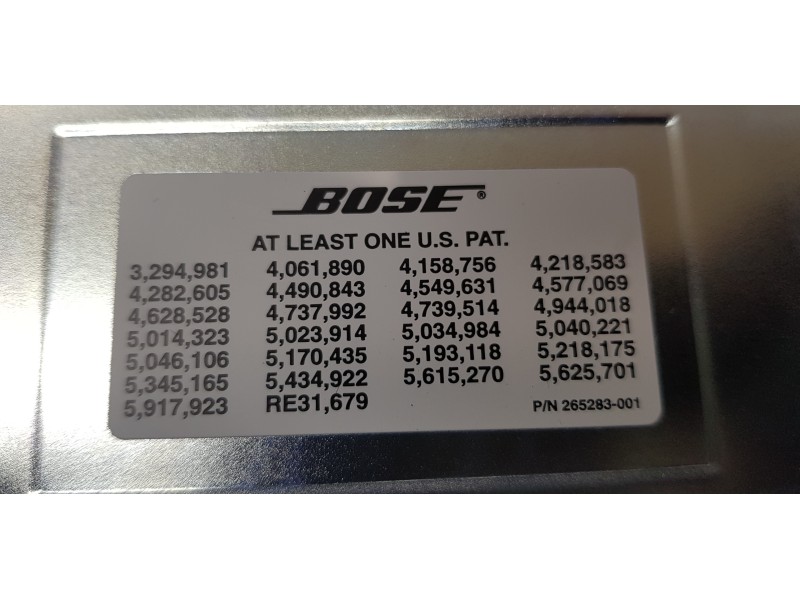 BOSE®
AT LEAST ONE U.S. PAT.
3,294,981 4,061,890 4,158,756 4,218,583
4,282,605 4,490,843 4,549,631 4,577,069
4,628,528 4,737,992 4,739,514 4,944,018
5,014,323 5,023,914 5,034,984 5,040,221
5,046,106 5,170,435 5,193,118 5,218,175
5,345,165 5,434,922 5,615,270 5,625,701
5,917,923 RE31,679 P/N 265283-001